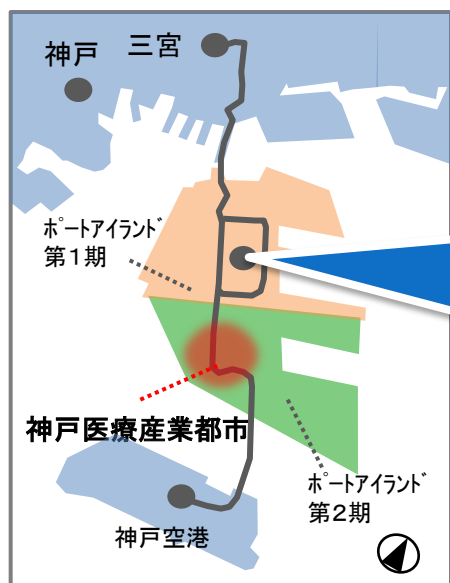 三宮
神戸
ﾎﾟｰﾄｱｲﾗﾝﾄﾞ
第１期
神戸医療産業都市
ﾎﾟｰﾄｱｲﾗﾝﾄﾞ
第２期
神戸空港